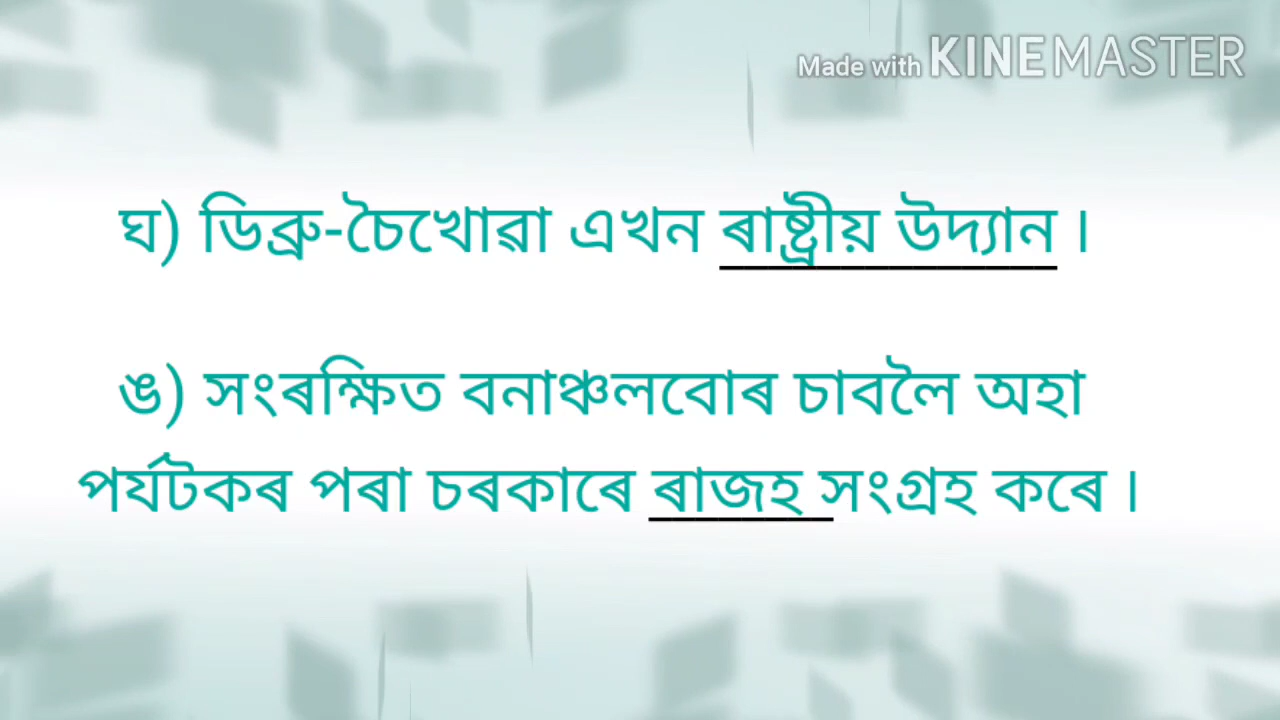 Made with KINEMASTER
ঘ) ডিব্ৰু-চৈখোৱা এখন ৰাষ্ট্ৰীয় উদ্যান ।
ঙ) সংৰক্ষিত বনাঞ্চলবোৰ চাবলৈ অহা
পৰ্যটকৰ পৰা চৰকাৰে ৰাজহ সংগ্ৰহ কৰে ।